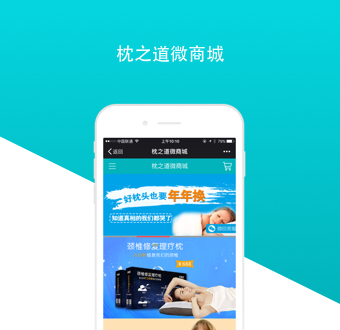 枕之道微商城
中国联通
上午10:10
78%
返回
枕之道微商城
枕之道微商城
好枕头也要年年换
知道真相的我们都哭了
颈椎修复理疗枕